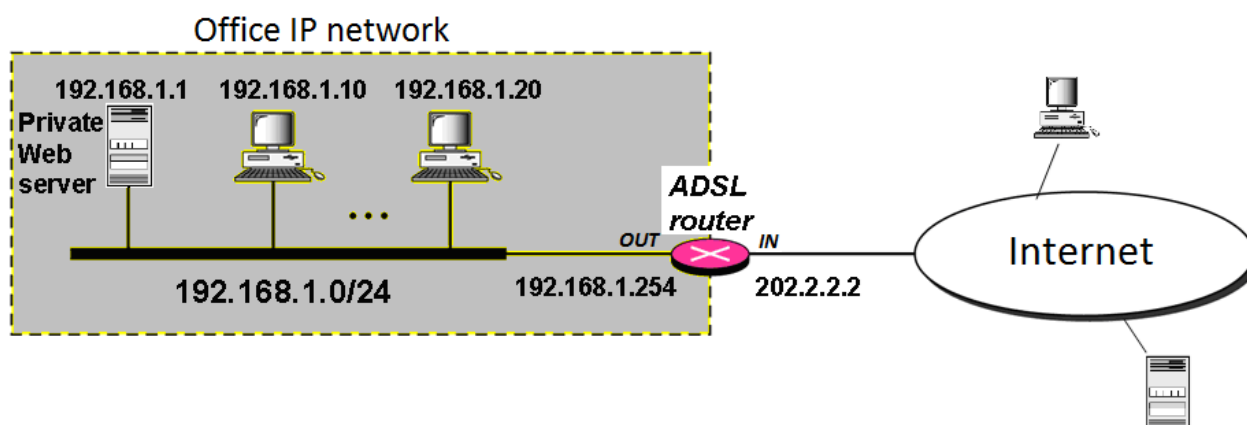 Office IP network
192.168.1.1
192.168.1.10
192.168.1.20
Private
Web
server
ADSL
router
OUT
IN
Internet
192.168.1.0/24
192.168.1.254
202.2.2.2